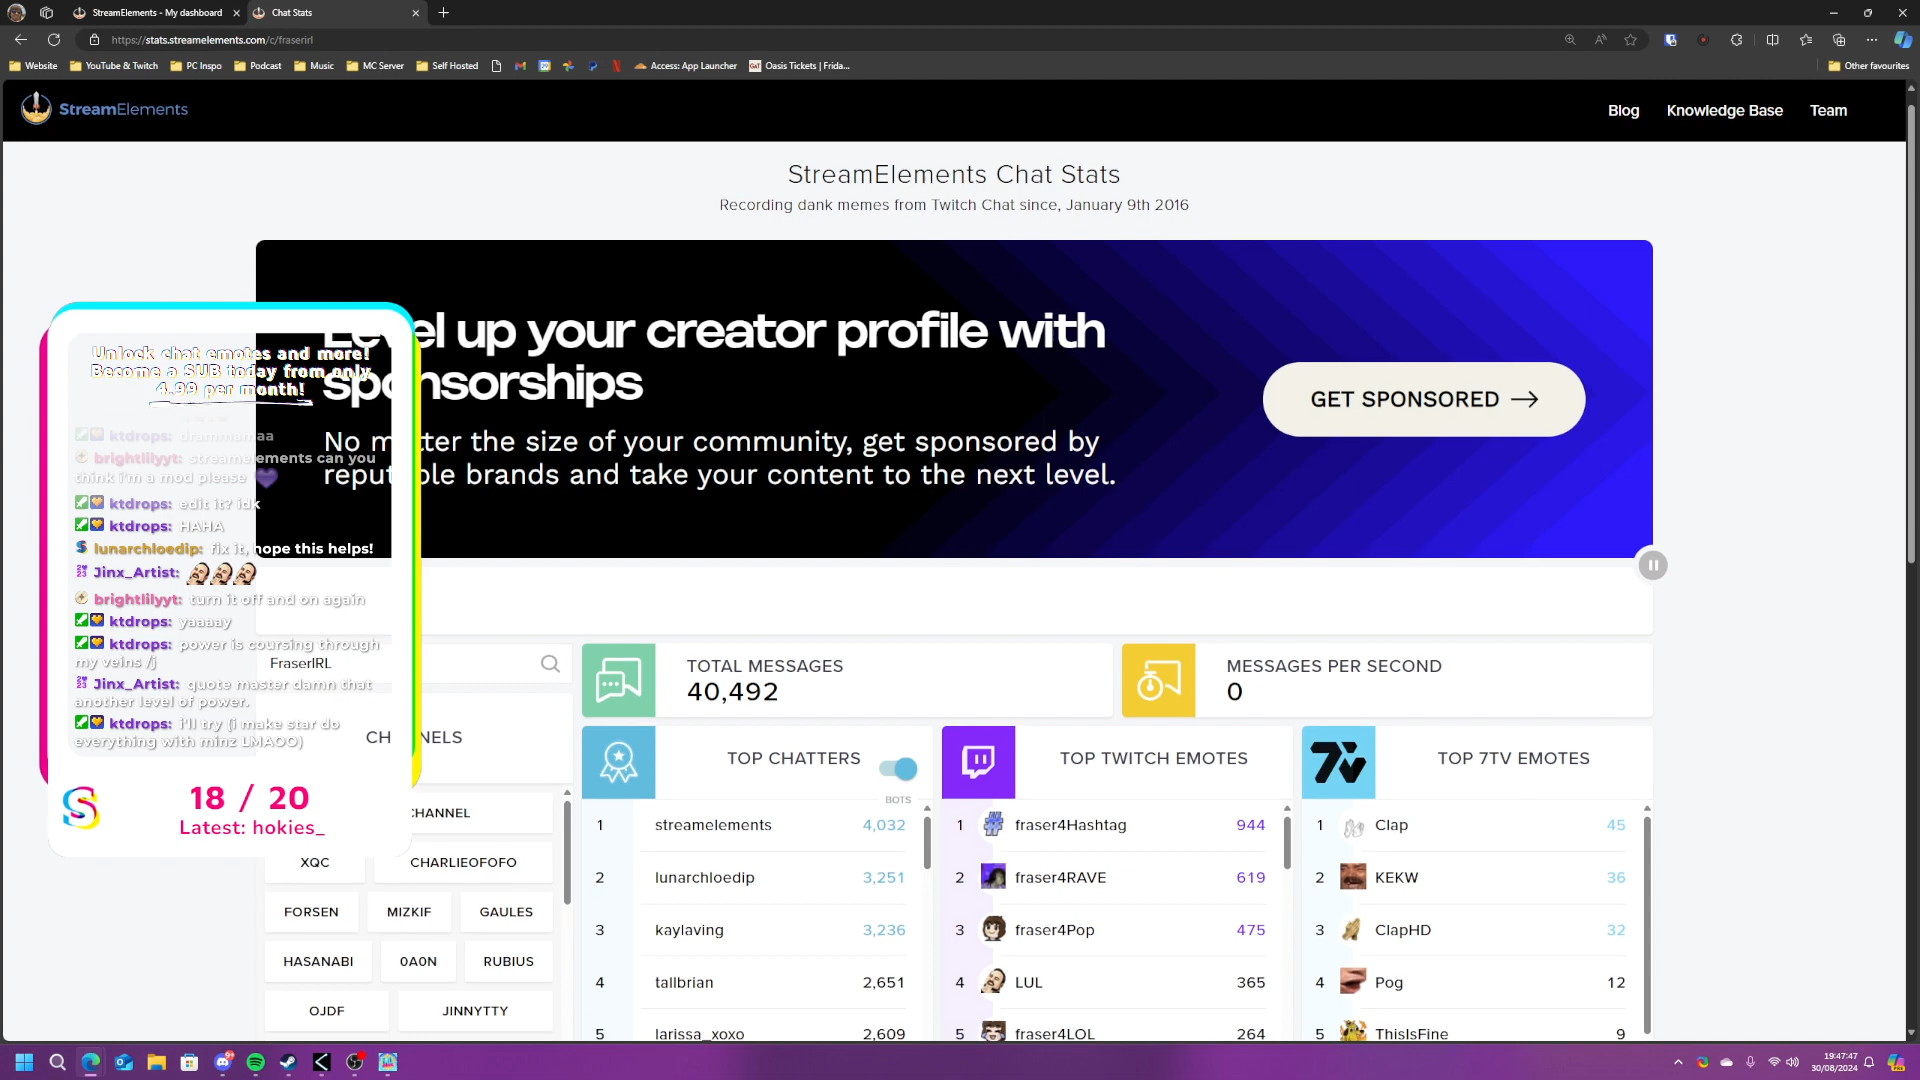 StreamElements - My dashboard
Chat Stats
https://stats.streamelements.com/c/fraserirl
Website
YouTube & Twitch
PC Inspo
Podcast
Music
MC Server
Self Hosted
Access: App Launcher
Oasis Tickets | Frida...
Other favourites
StreamElements
Blog
Knowledge Base
Team
StreamElements Chat Stats
Recording dank memes from Twitch Chat since, January 9th 2016
Level up your creator profile with
sponsorships
No matter the size of your community, get sponsored by
reputable brands and take your content to the next level.
GET SPONSORED
Unlock chat emotes and more!
Become a SUB today from only
4.99 per month!
ktdrops: drammamaa
brightlilyyt: streamelements can you
think i'm a mod please
ktdrops: edit it? idk
ktdrops: HAHA
lunarchloedip: fix it, hope this helps!
Jinx_Artist:
brightlilyyt: turn it off and on again
ktdrops: yaaaay
ktdrops: power is coursing through
my veins /j
Jinx_Artist: quote master damn that
another level of power.
ktdrops: i'll try (i make star do
everything with minz LMAOO)
18 / 20
Latest: hokies_
FraserIRL
CHANNELS
CHANNEL
XQC
CHARLIEOFOFO
FORSEN
MIZKIF
GAULES
HASANABI
0A0N
RUBIUS
OJDF
JINNYTTY
TOTAL MESSAGES
40,492
MESSAGES PER SECOND
0
TOP CHATTERS
BOTS
1 streamelements 4,032
2 lunarchloedip 3,251
3 kaylaving 3,236
4 tallbrian 2,651
5 larissa_xoxo 2,609
TOP TWITCH EMOTES
1 fraser4Hashtag 944
2 fraser4RAVE 619
3 fraser4Pop 475
4 LUL 365
5 fraser4LOL 264
TOP 7TV EMOTES
1 Clap 45
2 KEKW 36
3 ClapHD 32
4 Pog 12
5 ThisIsFine 9
19:47:47
30/08/2024